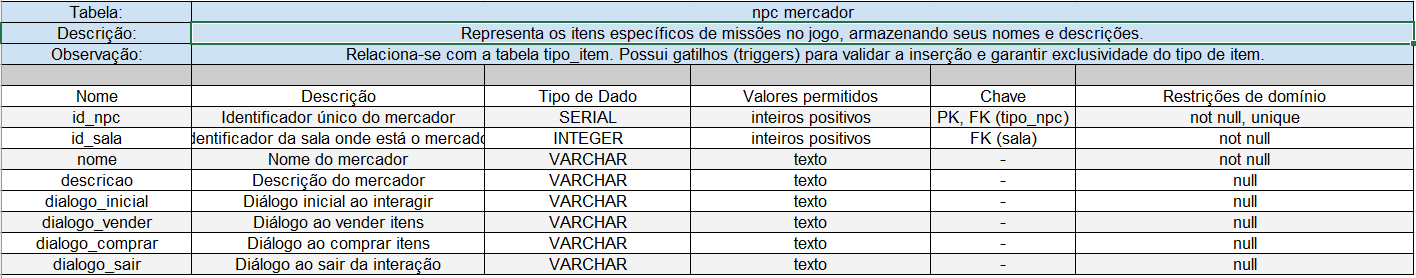 Tabela: npc mercador
Descrição: Representa os itens específicos de missões no jogo, armazenando seus nomes e descrições.
Observação: Relaciona-se com a tabela tipo_item. Possui gatilhos (triggers) para validar a inserção e garantir exclusividade do tipo de item.
Nome Descrição Tipo de Dado Valores permitidos Chave Restrições de domínio
id_npc Identificador único do mercador SERIAL inteiros positivos PK, FK (tipo_npc) not null, unique
id_sala dentificador da sala onde está o mercado INTEGER inteiros positivos FK (sala) not null
nome Nome do mercador VARCHAR texto - not null
descricao Descrição do mercador VARCHAR texto - null
dialogo_inicial Diálogo inicial ao interagir VARCHAR texto - null
dialogo_vender Diálogo ao vender itens VARCHAR texto - null
dialogo_comprar Diálogo ao comprar itens VARCHAR texto - null
dialogo_sair Diálogo ao sair da interação VARCHAR texto - null